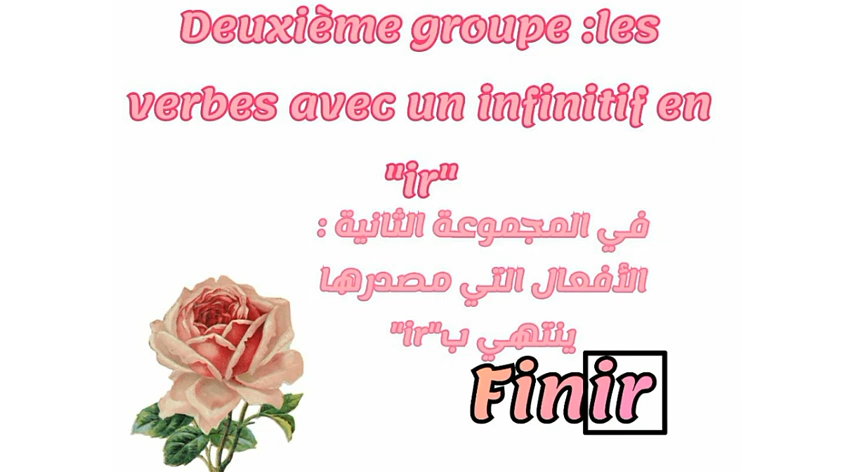 Deuxième groupe :les
verbes avec un infinitif en
"ir"
في المجموعة الثانية :
الأفعال التي مصدرها
ينتهي ب"ir"
Finir